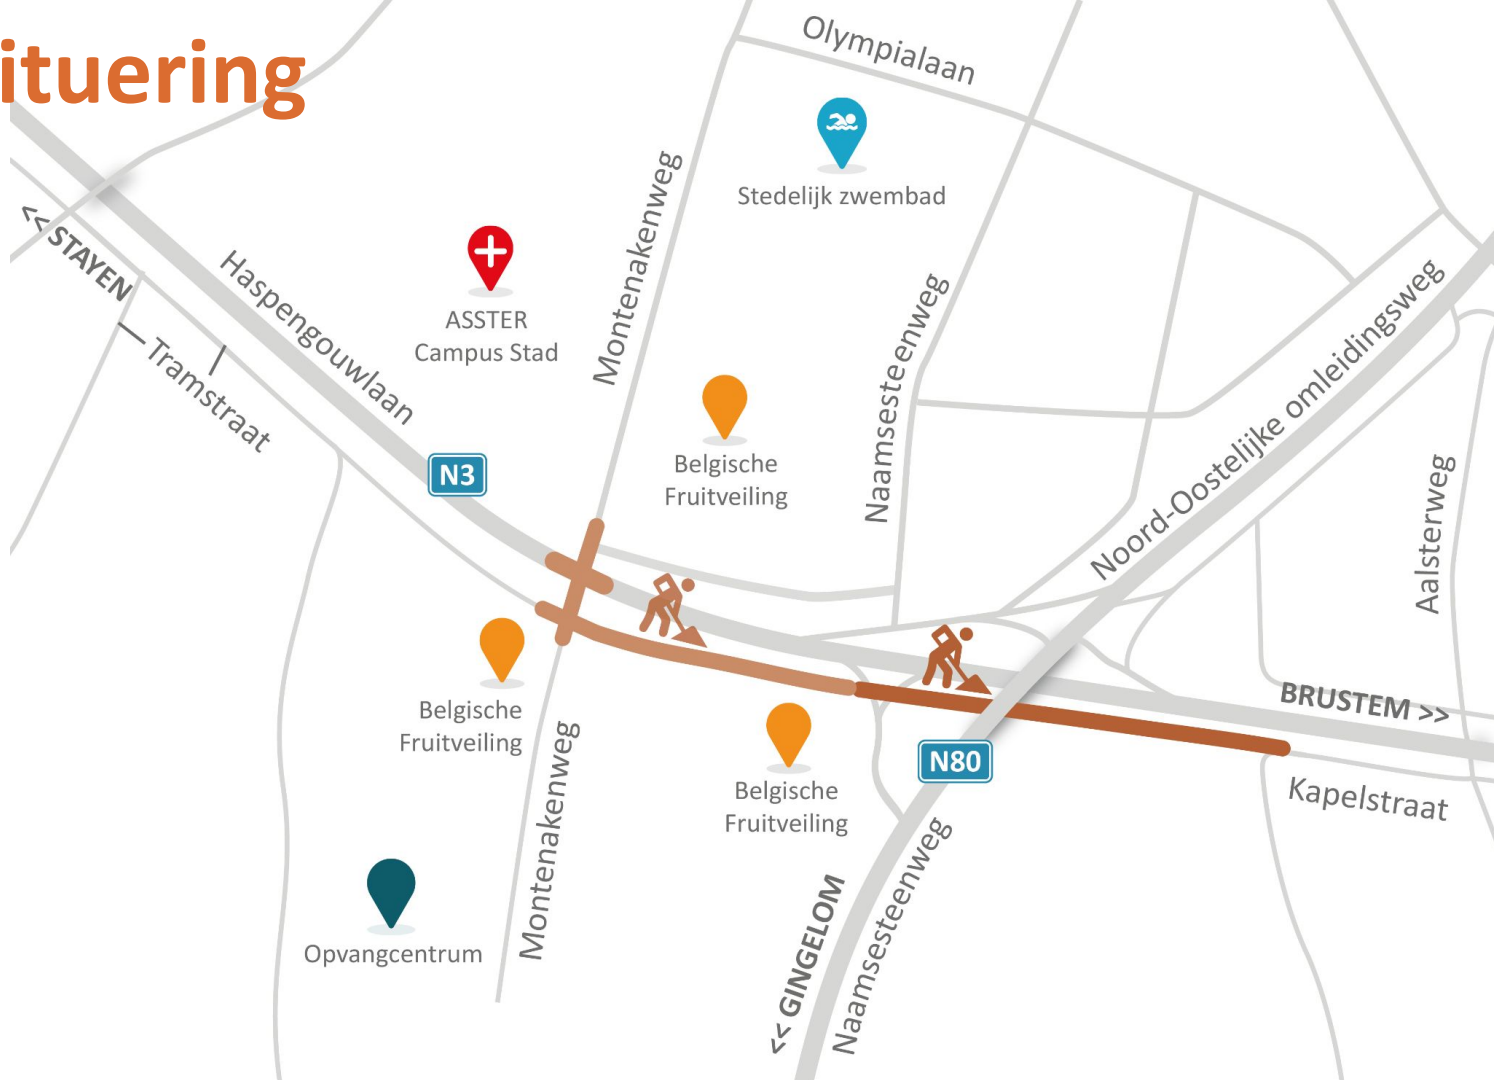 ituering
Olympialaan
Stedelijk zwembad
Montenakenweg
<< STAYEN
Haspengouwlaan
ASSTER
Campus Stad
Tramstraat
N3
Belgische
Fruitveiling
Naamsesteenweg
Noord-Oostelijke omleidingsweg
Aalsterweg
Belgische
Fruitveiling
BRUSTEM >>
Montenakenweg
Belgische
Fruitveiling
N80
Kapelstraat
Opvangcentrum
<< GINGELOM
Naamsesteenweg